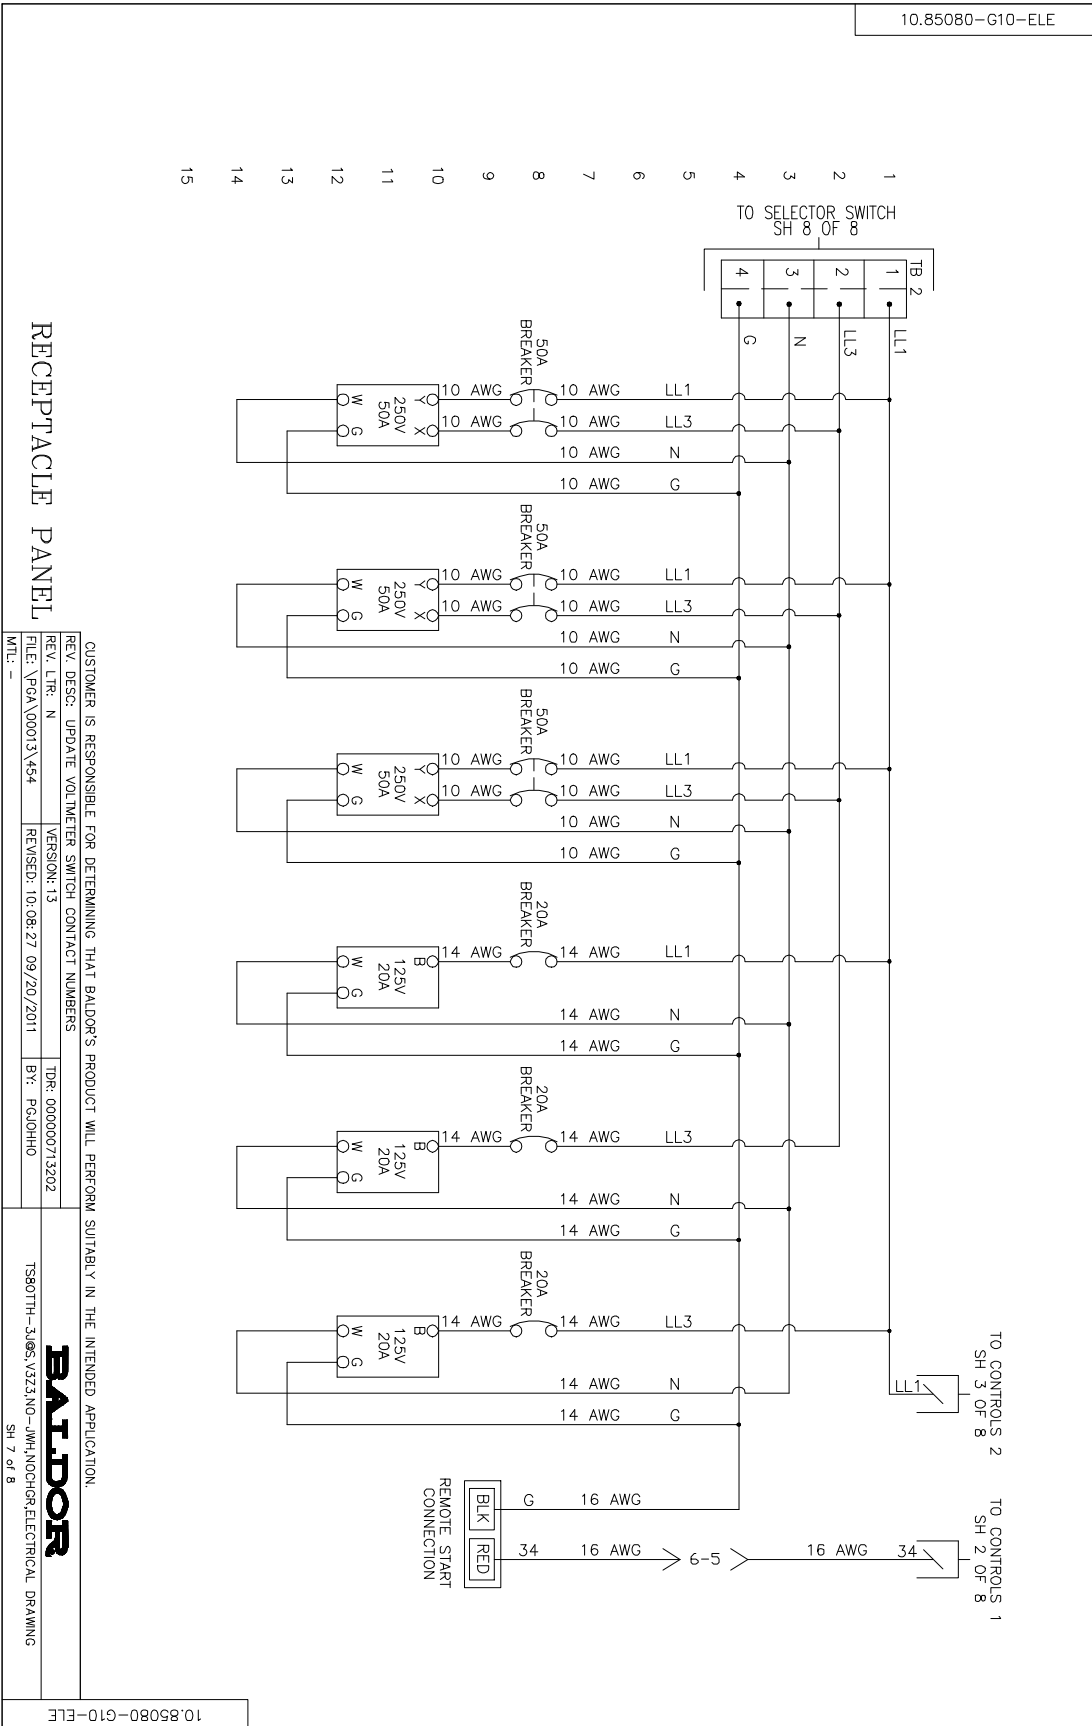 10.85080-G10-ELE
1
2
3
4
5
6
7
8
9
10
11
12
13
14
15
TO SELECTOR SWITCH
SH 8 OF 8
TB 2
1
2
3
4
LL1
LL3
N
G
50A
BREAKER
10 AWG
10 AWG
LL1
10 AWG
10 AWG
LL3
10 AWG
N
10 AWG
G
Y
X
250V
50A
W
G
50A
BREAKER
10 AWG
10 AWG
LL1
10 AWG
10 AWG
LL3
10 AWG
N
10 AWG
G
Y
X
250V
50A
W
G
50A
BREAKER
10 AWG
10 AWG
LL1
10 AWG
10 AWG
LL3
10 AWG
N
10 AWG
G
Y
X
250V
50A
W
G
20A
BREAKER
14 AWG
14 AWG
LL1
14 AWG
N
14 AWG
G
B
125V
20A
W
G
20A
BREAKER
14 AWG
14 AWG
LL3
14 AWG
N
14 AWG
G
B
125V
20A
W
G
20A
BREAKER
14 AWG
14 AWG
LL3
14 AWG
N
14 AWG
G
B
125V
20A
W
G
TO CONTROLS 2
SH 3 OF 8
LL1
TO CONTROLS 1
SH 2 OF 8
34
16 AWG
6-5
16 AWG
34
16 AWG
G
BLK
RED
REMOTE START
CONNECTION
RECEPTACLE PANEL
CUSTOMER IS RESPONSIBLE FOR DETERMINING THAT BALDOR'S PRODUCT WILL PERFORM SUITABLY IN THE INTENDED APPLICATION.
REV. DESC: UPDATE VOLTMETER SWITCH CONTACT NUMBERS
REV. LTR: N
VERSION: 13
TDR: 000000713202
FILE: \PGA\00013\454
REVISED: 10:08:27 09/20/2011
BY: PGJOHHO
MTL: -
BALDOR
TS80TTH-3J@S,V3Z3,NO-JWH,NOCHGR,ELECTRICAL DRAWING
SH 7 of 8
10.85080-G10-ELE